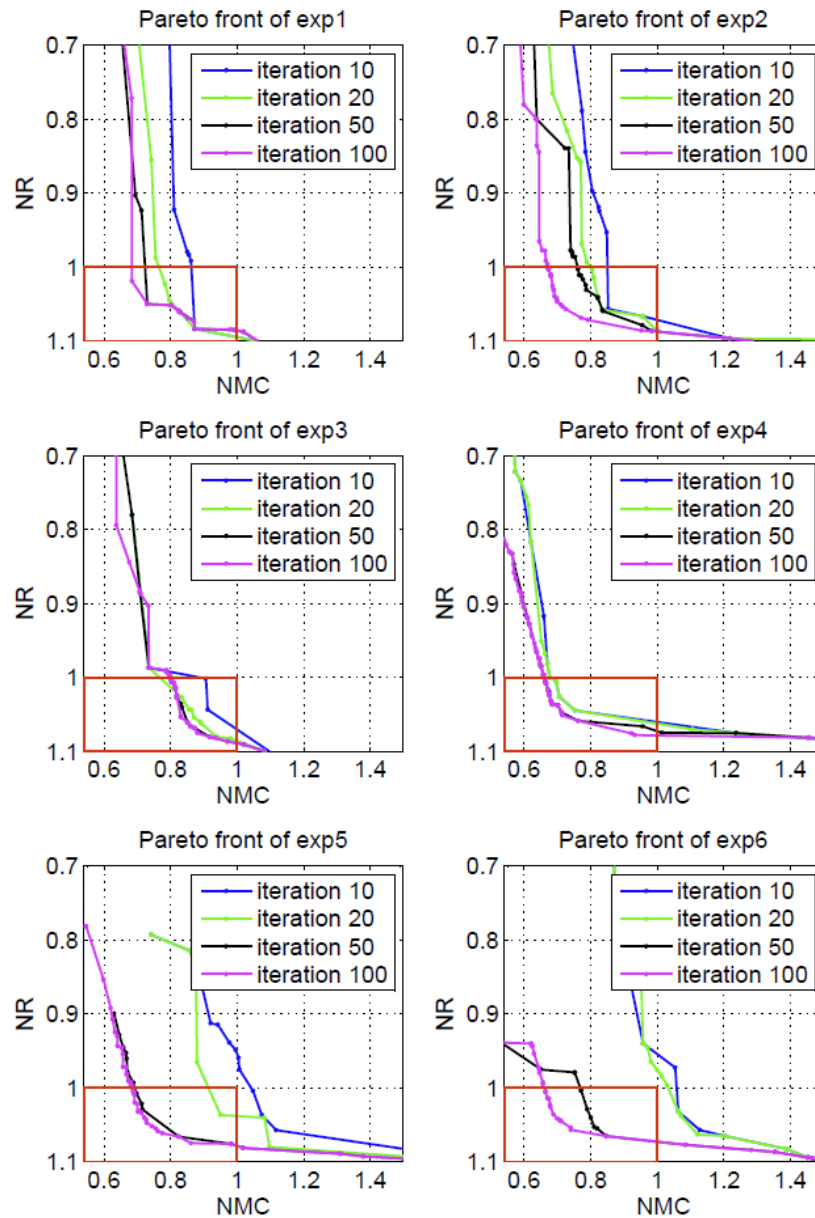 Pareto front of exp1
0.7
0.8
0.9
1
1.1
NR
iteration 10
iteration 20
iteration 50
iteration 100
0.6 0.8 1 1.2 1.4
NMC
Pareto front of exp2
0.7
0.8
0.9
1
1.1
NR
iteration 10
iteration 20
iteration 50
iteration 100
0.6 0.8 1 1.2 1.4
NMC
Pareto front of exp3
0.7
0.8
0.9
1
1.1
NR
iteration 10
iteration 20
iteration 50
iteration 100
0.6 0.8 1 1.2 1.4
NMC
Pareto front of exp4
0.7
0.8
0.9
1
1.1
NR
iteration 10
iteration 20
iteration 50
iteration 100
0.6 0.8 1 1.2 1.4
NMC
Pareto front of exp5
0.7
0.8
0.9
1
1.1
NR
iteration 10
iteration 20
iteration 50
iteration 100
0.6 0.8 1 1.2 1.4
NMC
Pareto front of exp6
0.7
0.8
0.9
1
1.1
NR
iteration 10
iteration 20
iteration 50
iteration 100
0.6 0.8 1 1.2 1.4
NMC